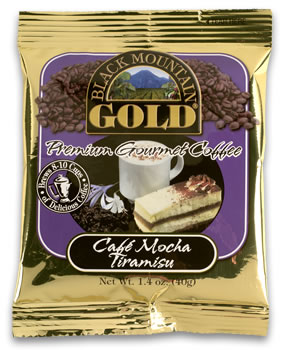 BLACK MOUNTAIN
GOLD®
Premium Gourmet Coffee
Brews 8-10 Cups
of Delicious Coffee
Café Mocha
Tiramisu
Net Wt. 1.4 oz. (40g)